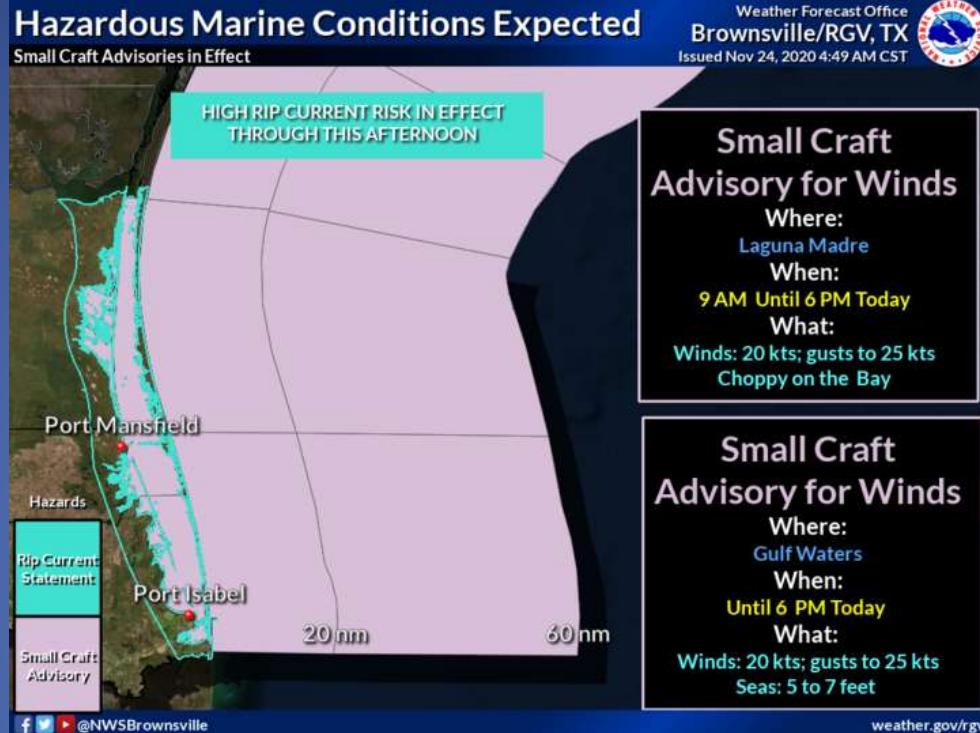 Hazardous Marine Conditions Expected
Small Craft Advisories in Effect
Weather Forecast Office
Brownsville/RGV, TX
Issued Nov 24, 2020 4:49 AM CST
NATIONAL WEATHER SERVICE
HIGH RIP CURRENT RISK IN EFFECT
THROUGH THIS AFTERNOON
Small Craft
Advisory for Winds
Where:
Laguna Madre
When:
9 AM Until 6 PM Today
What:
Winds: 20 kts; gusts to 25 kts
Choppy on the Bay
Small Craft
Advisory for Winds
Where:
Gulf Waters
When:
Until 6 PM Today
What:
Winds: 20 kts; gusts to 25 kts
Seas: 5 to 7 feet
Port Mansfield
Port Isabel
20 nm
60 nm
Hazards
Rip Current
Statement
Small Craft
Advisory
@NWSBrownsville
weather.gov/rgv